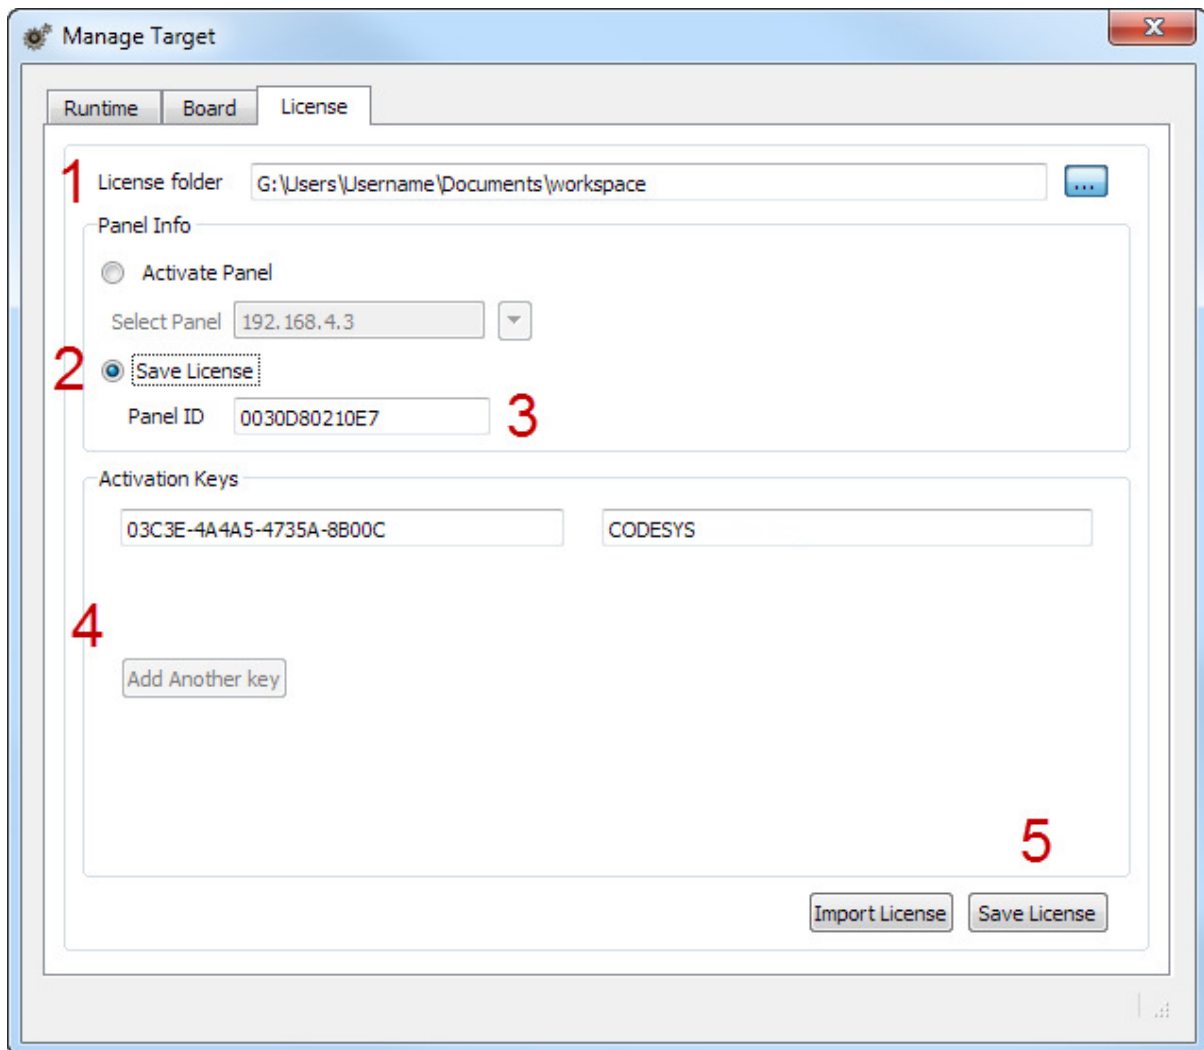 Manage Target
Runtime Board License
1 License folder G:\Users\Username\Documents\workspace ...
Panel Info
Activate Panel
Select Panel 192.168.4.3
2 Save License
Panel ID 0030D80210E7 3
Activation Keys
03C3E-4A4A5-4735A-8B00C CODESYS
4
Add Another key
5
Import License Save License